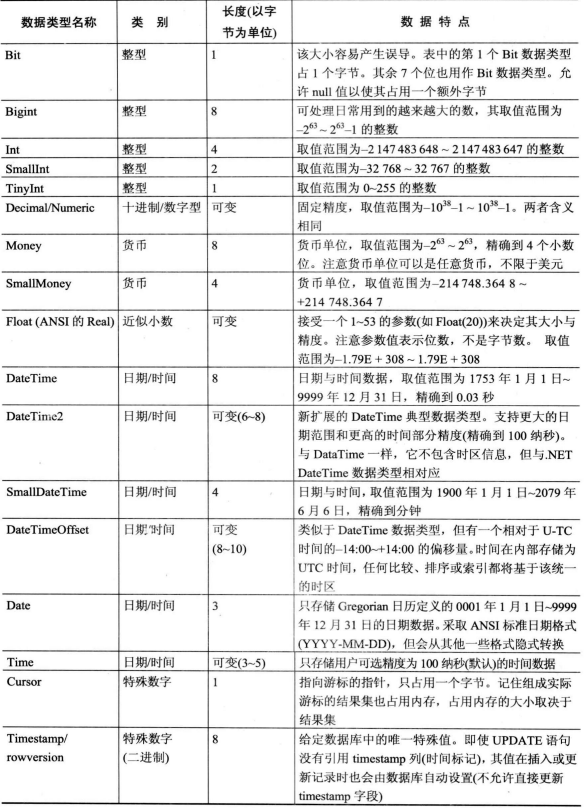 数据类型名称 类 别 长度(以字节为单位) 数 据 特 点
Bit 整型 1 该大小容易产生误导。表中的第 1 个 Bit 数据类型
占 1 个字节。其余 7 个位也用作 Bit 数据类型。允
许 null 值以使其占用一个额外字节
Bigint 整型 8 可处理日常用到的越来越大的数，其取值范围为
–2^63 ~ 2^63–1 的整数
Int 整型 4 取值范围为–2 147 483 648 ~ 2 147 483 647 的整数
SmallInt 整型 2 取值范围为–32 768 ~ 32 767 的整数
TinyInt 整型 1 取值范围为 0~255 的整数
Decimal/Numeric 十进制/数字型 可变 固定精度，取值范围为–10^38–1 ~ 10^38–1。两者含义
相同
Money 货币 8 货币单位，取值范围为–2^63 ~ 2^63，精确到 4 个小数
位。注意货币单位可以是任意货币，不限于美元
SmallMoney 货币 4 货币单位，取值范围为–214 748.364 8 ~
+214 748.364 7
Float (ANSI 的 Real) 近似小数 可变 接受一个 1~53 的参数(如 Float(20))来决定其大小与
精度。注意参数值表示位数，不是字节数。 取值
范围为–1.79E + 308 ~ 1.79E + 308
DateTime 日期/时间 8 日期与时间数据，取值范围为 1753 年 1 月 1 日~
9999 年 12 月 31 日，精确到 0.03 秒
DateTime2 日期/时间 可变(6~8) 新扩展的 DateTime 典型数据类型。支持更大的日
期范围和更高的时间部分精度(精确到 100 纳秒)。
与 DataTime 一样，它不包含时区信息，但与.NET
DateTime 数据类型相对应
SmallDateTime 日期/时间 4 日期与时间，取值范围为 1900 年 1 月 1 日~2079 年
6 月 6 日，精确到分钟
DateTimeOffset 日期/时间 可变 类似于 DateTime 数据类型，但有一个相对于 U-TC
(8~10) 时间的–14:00~+14:00 的偏移量。时间在内部存储为
UTC 时间，任何比较、排序或索引都将基于该统一
的时区
Date 日期/时间 3 只存储 Gregorian 日历定义的 0001 年 1 月 1 日~9999
年 12 月 31 日的日期数据。采取 ANSI 标准日期格式
(YYYY-MM-DD)，但会从其他一些格式隐式转换
Time 日期/时间 可变(3~5) 只存储用户可选精度为 100 纳秒(默认)的时间数据
Cursor 特殊数字 1 指向游标的指针，只占用一个字节。记住组成实际
游标的结果集也占用内存，占用内存的大小取决于
结果集
Timestamp/ 特殊数字 8 给定数据库中的唯一特殊值。即使 UPDATE 语句
rowversion (二进制) 没有引用 timestamp 列(时间标记)，其值在插入或更
新记录时也会由数据库自动设置(不允许直接更新
timestamp 字段)